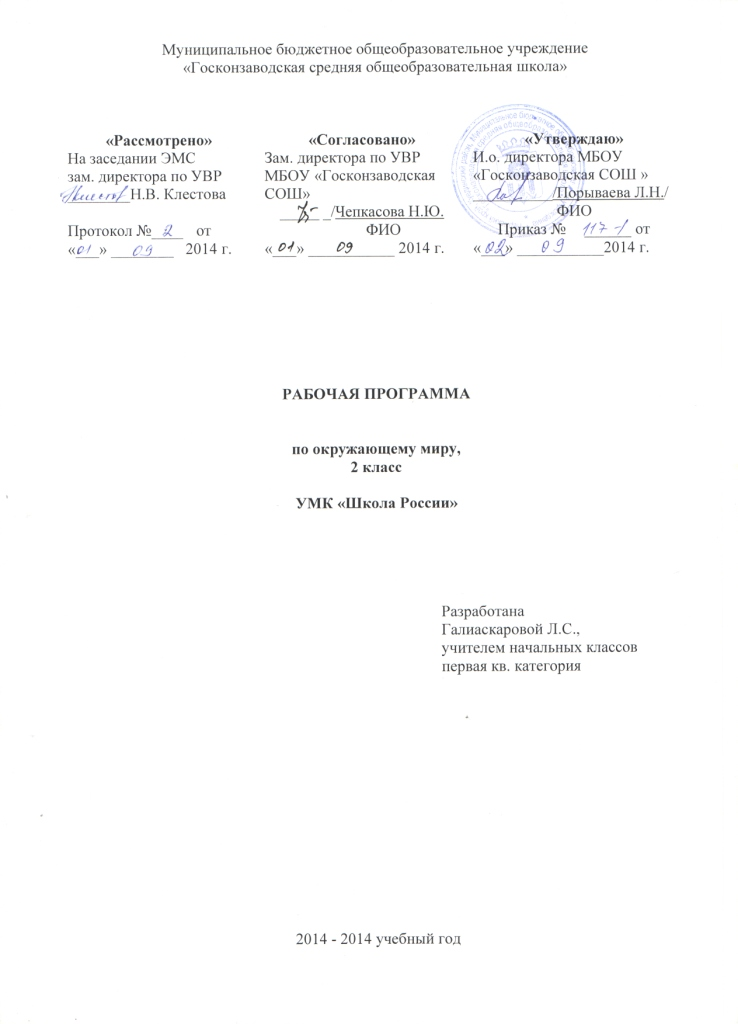 Муниципальное бюджетное общеобразовательное учреждение
«Госконзаводская средняя общеобразовательная школа»
«Рассмотрено»
На заседании ЭМС
зам. директора по УВР
Н.В. Клестова
Протокол № 2 от
«01» 09 2014 г.
«Согласовано»
Зам. директора по УВР
МБОУ «Госконзаводская
СОШ»
/Чепкасова Н.Ю.
ФИО
«01» 09 2014 г.
«Утверждаю»
И.о. директора МБОУ
«Госконзаводская СОШ »
/Порываева Л.Н./
ФИО
Приказ № 117-1 от
«02» 09 2014 г.
РАБОЧАЯ ПРОГРАММА
по окружающему миру,
2 класс
УМК «Школа России»
Разработана
Галиаскаровой Л.С.,
учителем начальных классов
первая кв. категория
2014 - 2014 учебный год